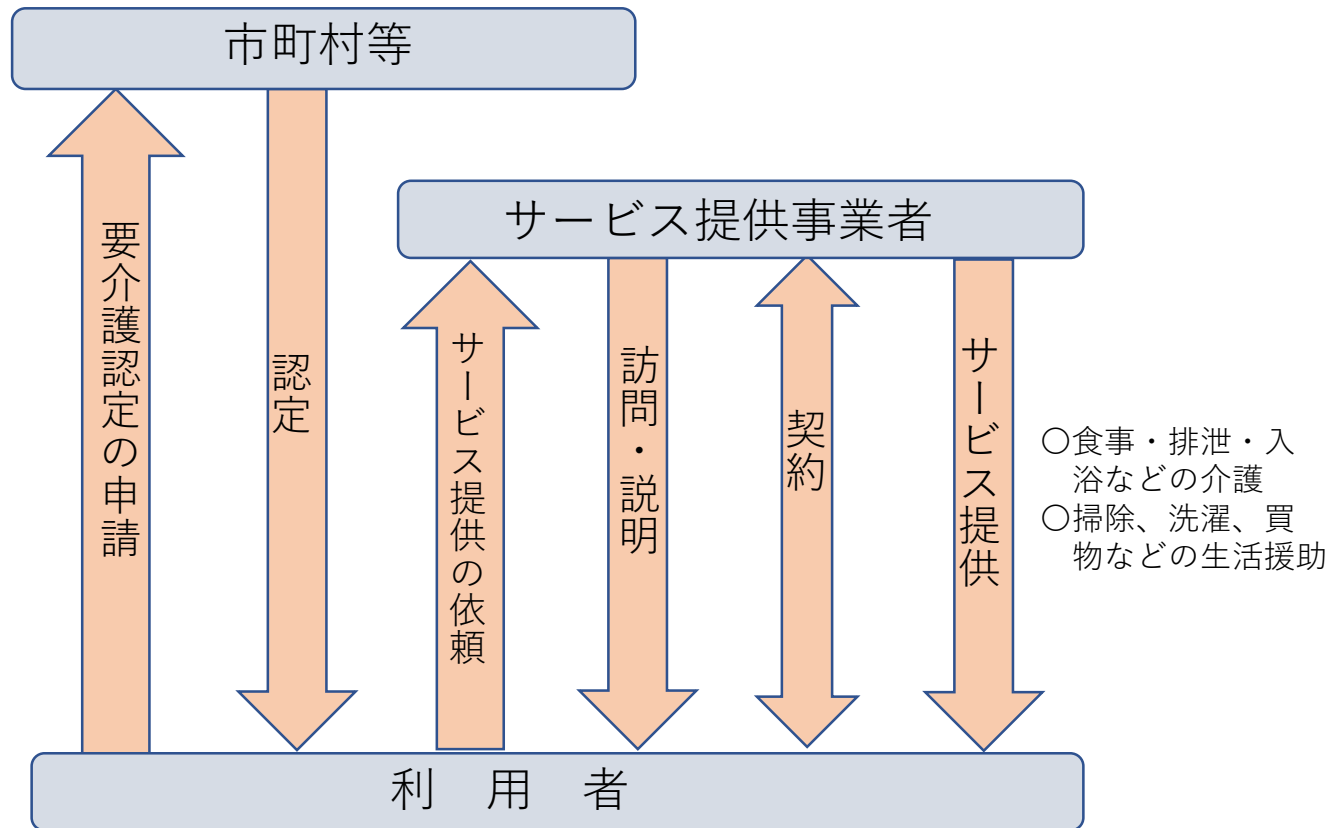 市町村等
サービス提供事業者
要介護認定の申請
認定
サービス提供の依頼
訪問・説明
契約
サービス提供
〇食事・排泄・入
浴などの介護
〇掃除、洗濯、買
物などの生活援助
利　用　者